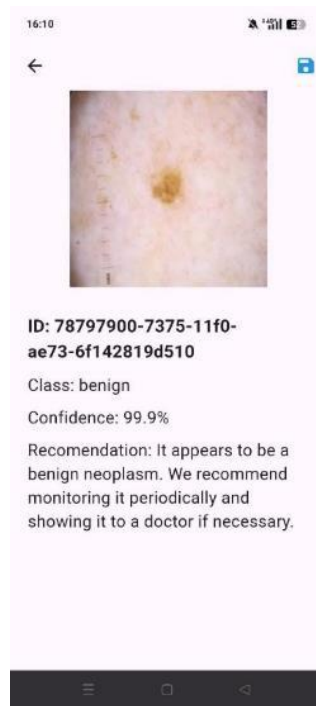 16:10
ID: 78797900-7375-11f0-
ae73-6f142819d510
Class: benign
Confidence: 99.9%
Recomendation: It appears to be a
benign neoplasm. We recommend
monitoring it periodically and
showing it to a doctor if necessary.